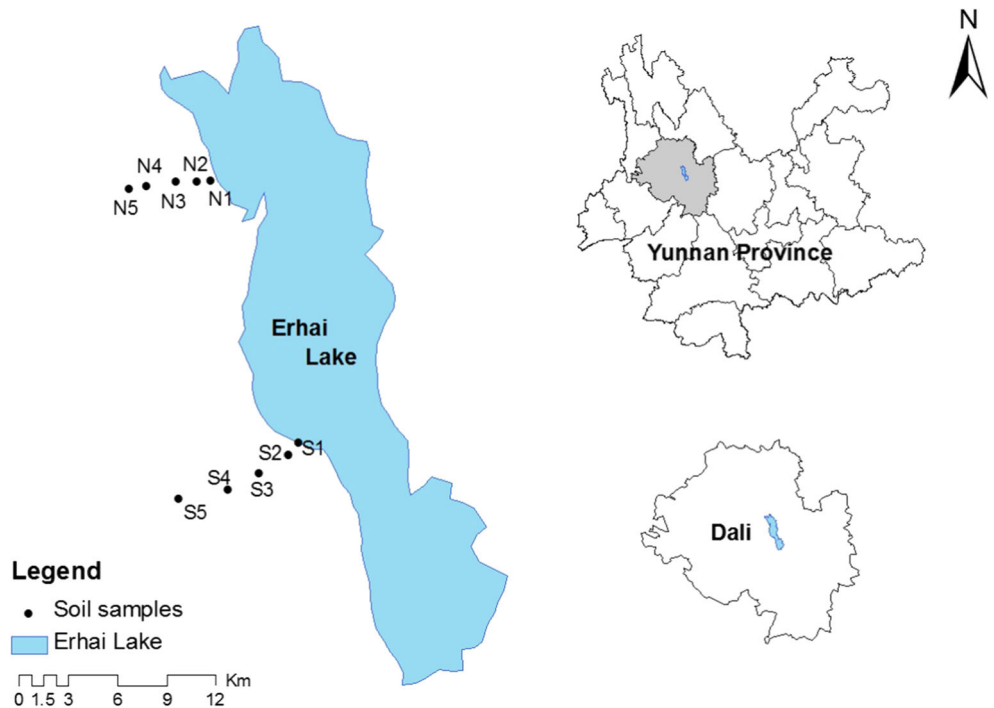 N
N4
N2
N5
N3
N1
Yunnan Province
Erhai
Lake
S1
S2
S4
S3
S5
Dali
Legend
Soil samples
Erhai Lake
Km
0 1.5 3 6 9 12